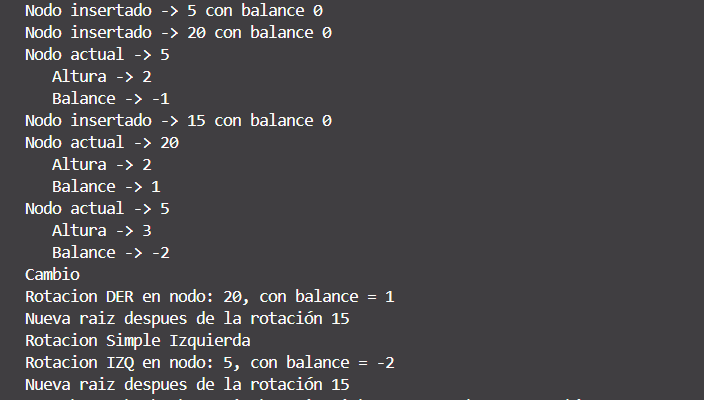 Nodo insertado -> 5 con balance 0
Nodo insertado -> 20 con balance 0
Nodo actual -> 5
Altura -> 2
Balance -> -1
Nodo insertado -> 15 con balance 0
Nodo actual -> 20
Altura -> 2
Balance -> 1
Nodo actual -> 5
Altura -> 3
Balance -> -2
Cambio
Rotacion DER en nodo: 20, con balance = 1
Nueva raiz despues de la rotación 15
Rotacion Simple Izquierda
Rotacion IZQ en nodo: 5, con balance = -2
Nueva raiz despues de la rotación 15